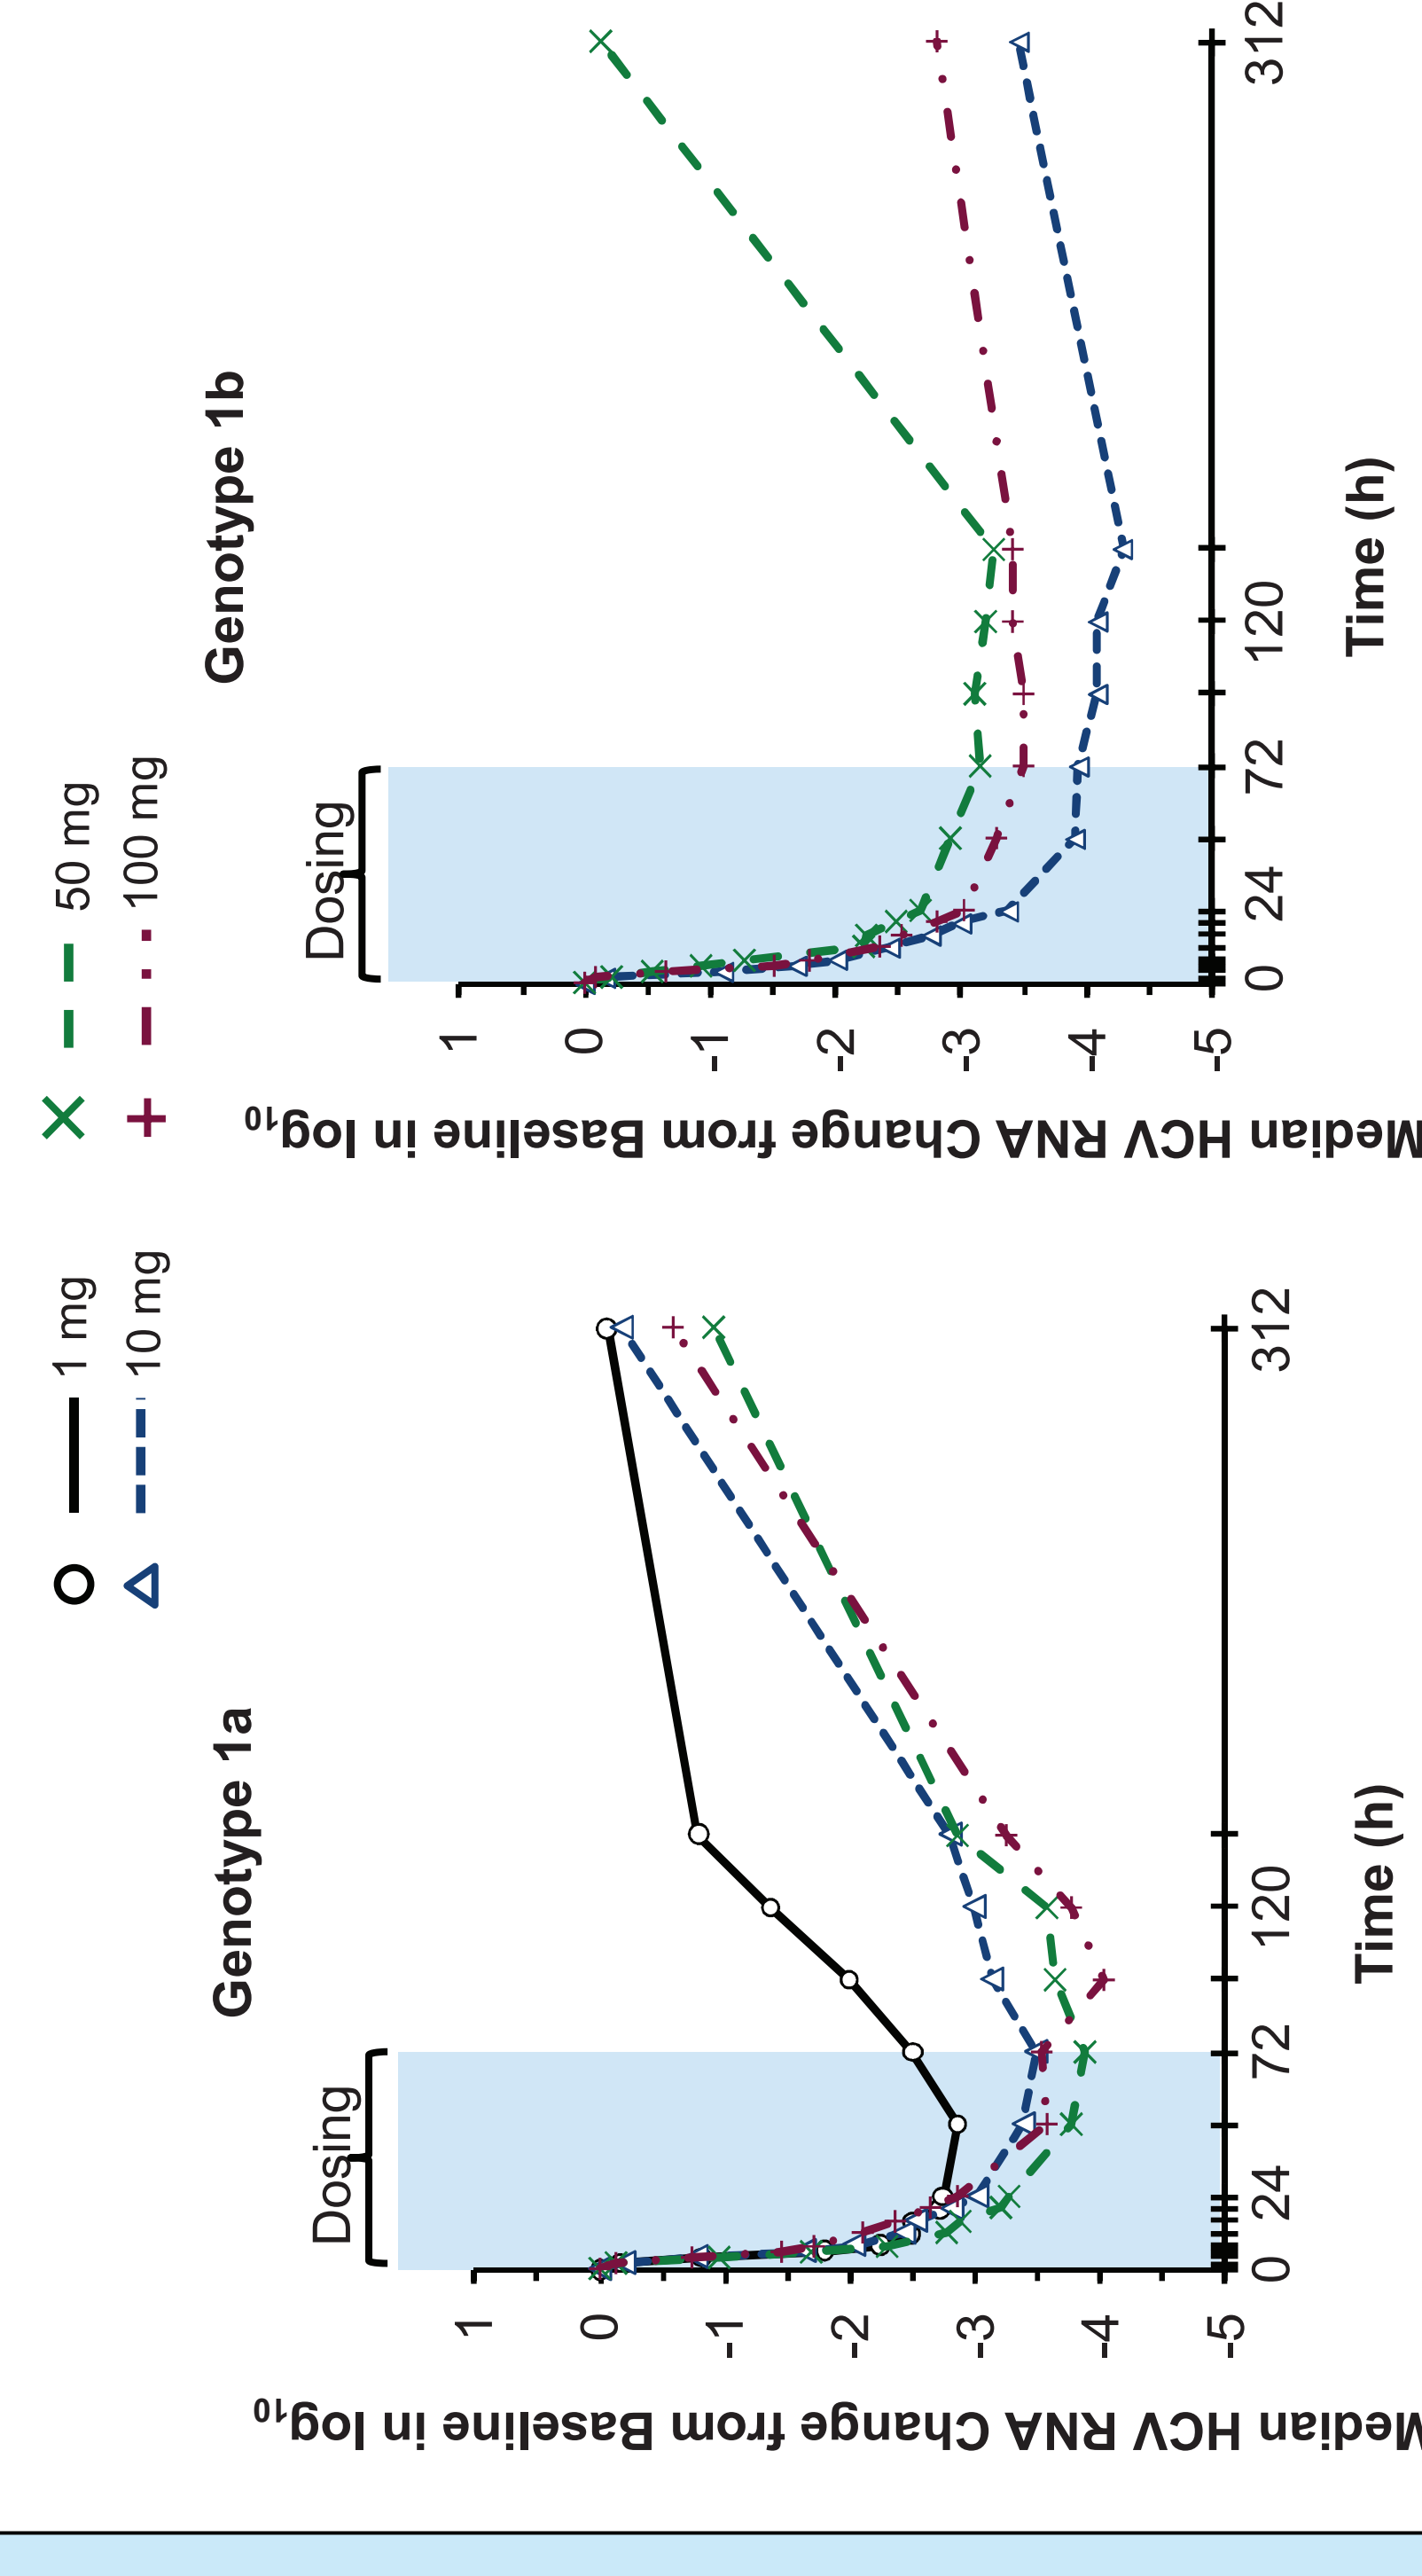 1 mg
50 mg
10 mg
100 mg
Genotype 1a
Dosing
Median HCV RNA Change from Baseline in log10
1
0
-1
-2
-3
-4
-5
0
24
72
120
312
Time (h)
Genotype 1b
Dosing
Median HCV RNA Change from Baseline in log10
1
0
-1
-2
-3
-4
-5
0
24
72
120
312
Time (h)